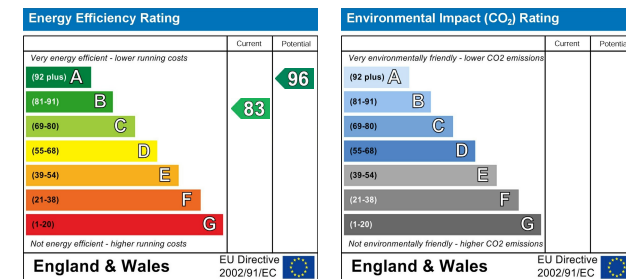 Energy Efficiency Rating
Current Potential
Very energy efficient - lower running costs
(92 plus) A
96
(81-91) B
83
(69-80) C
(55-68) D
(39-54) E
(21-38) F
(1-20) G
Not energy efficient - higher running costs
England & Wales
EU Directive
2002/91/EC
Environmental Impact (CO₂) Rating
Current Potential
Very environmentally friendly - lower CO2 emissions
(92 plus) A
(81-91) B
(69-80) C
(55-68) D
(39-54) E
(21-38) F
(1-20) G
Not environmentally friendly - higher CO2 emissions
England & Wales
EU Directive
2002/91/EC